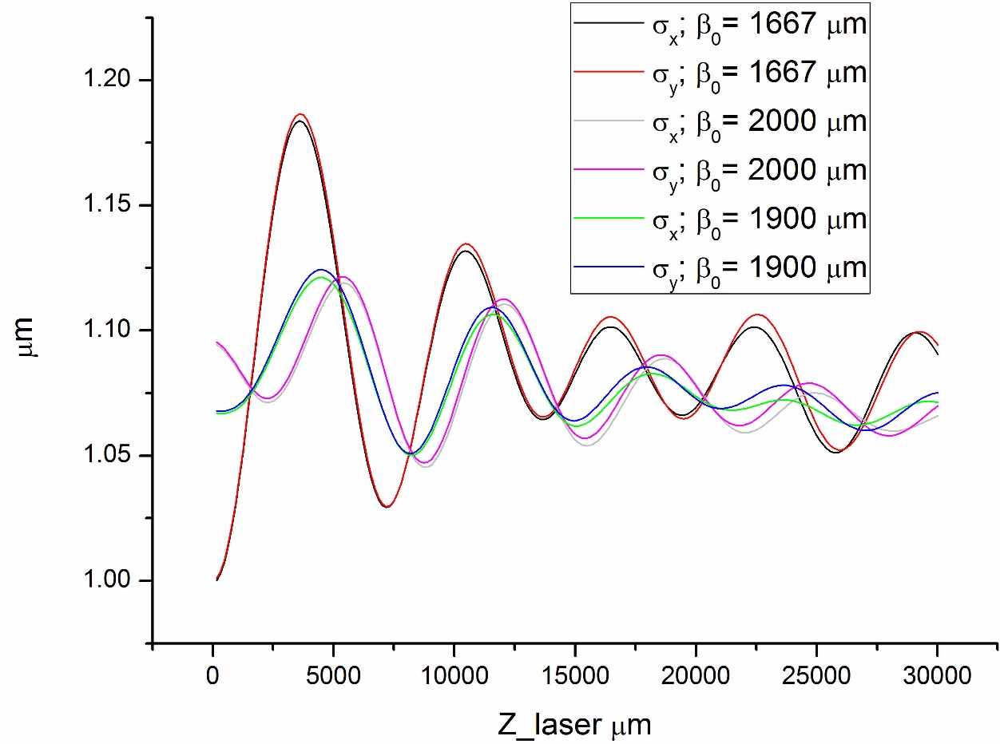 σx; β0= 1667 μm
σy; β0= 1667 μm
σx; β0= 2000 μm
σy; β0= 2000 μm
σx; β0= 1900 μm
σy; β0= 1900 μm
1.20
1.15
1.10
1.05
1.00
μm
0 5000 10000 15000 20000 25000 30000
Z_laser μm